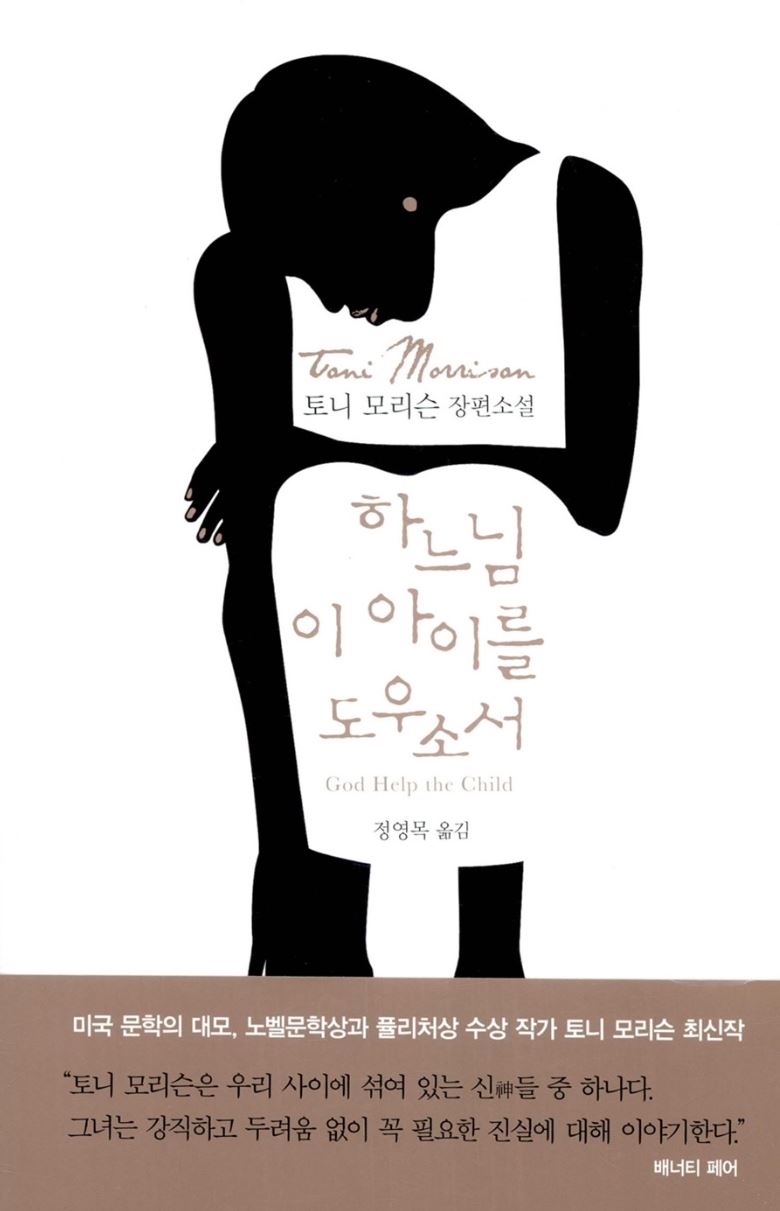 Toni Morrison
토니 모리슨 장편소설
하느님
이 아이를
도우소서
God Help the Child
정영목 옮김
미국 문학의 대모, 노벨문학상과 퓰리처상 수상 작가 토니 모리슨 최신작
“토니 모리슨은 우리 사이에 섞여 있는 신神들 중 하나다.
그녀는 강직하고 두려움 없이 꼭 필요한 진실에 대해 이야기한다.”
배너티 페어